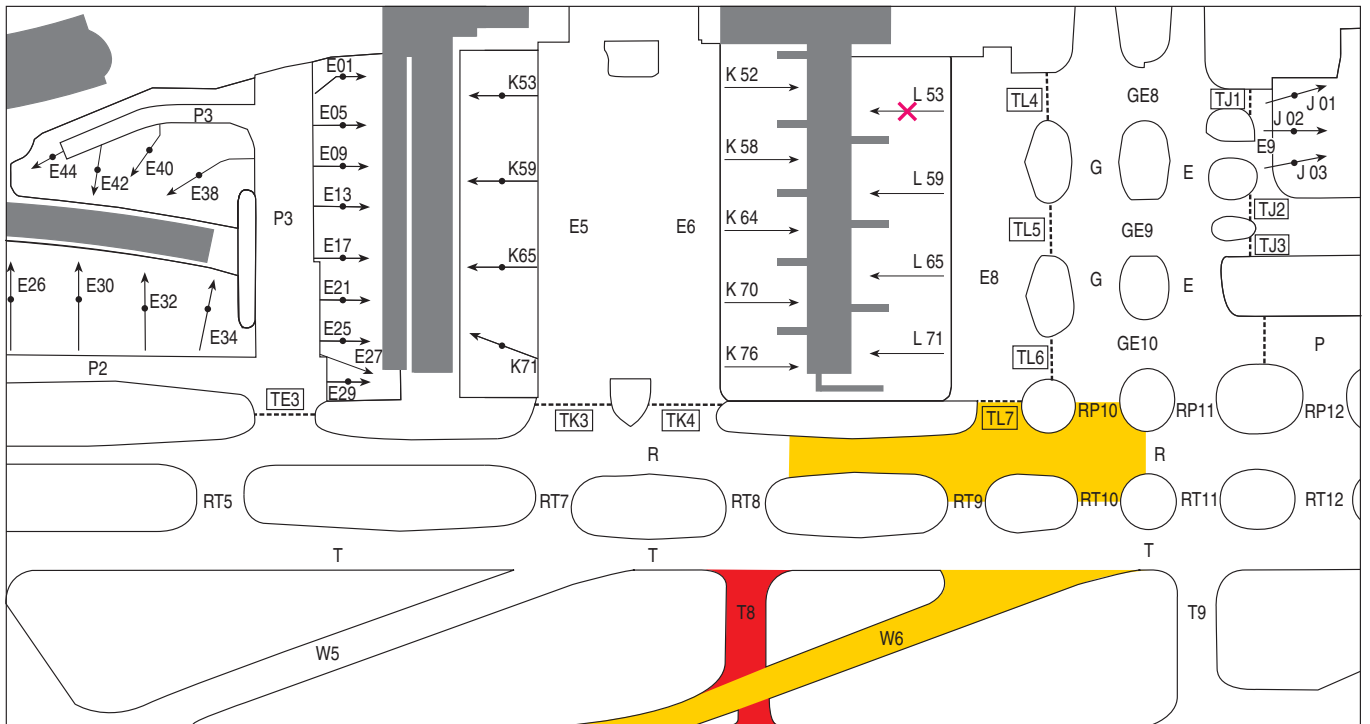 E01
K53
K 52
L 53
TL4
GE8
TJ1
J 01
P3
E05
J 02
E9
E44
E42
E40
E38
E09
K59
K 58
L 59
G
E
J 03
P3
E13
E5
E6
K 64
TL5
GE9
TJ2
TJ3
E17
K65
L 65
E8
G
E
E26
E30
E32
E34
E21
K 70
E25
E27
K71
K 76
L 71
TL6
GE10
P
P2
E29
TE3
TK3
TK4
TL7
RP10
RP11
RP12
R
R
RT5
RT7
RT8
RT9
RT10
RT11
RT12
T
T
T
T8
T9
W5
W6